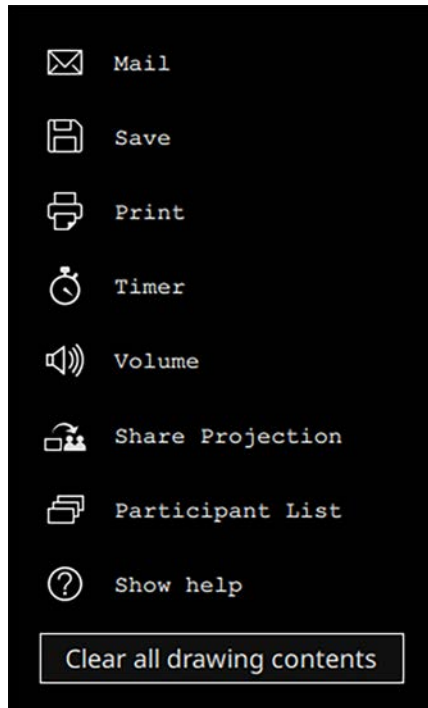 Mail
Save
Print
Timer
Volume
Share Projection
Participant List
Show help
Clear all drawing contents